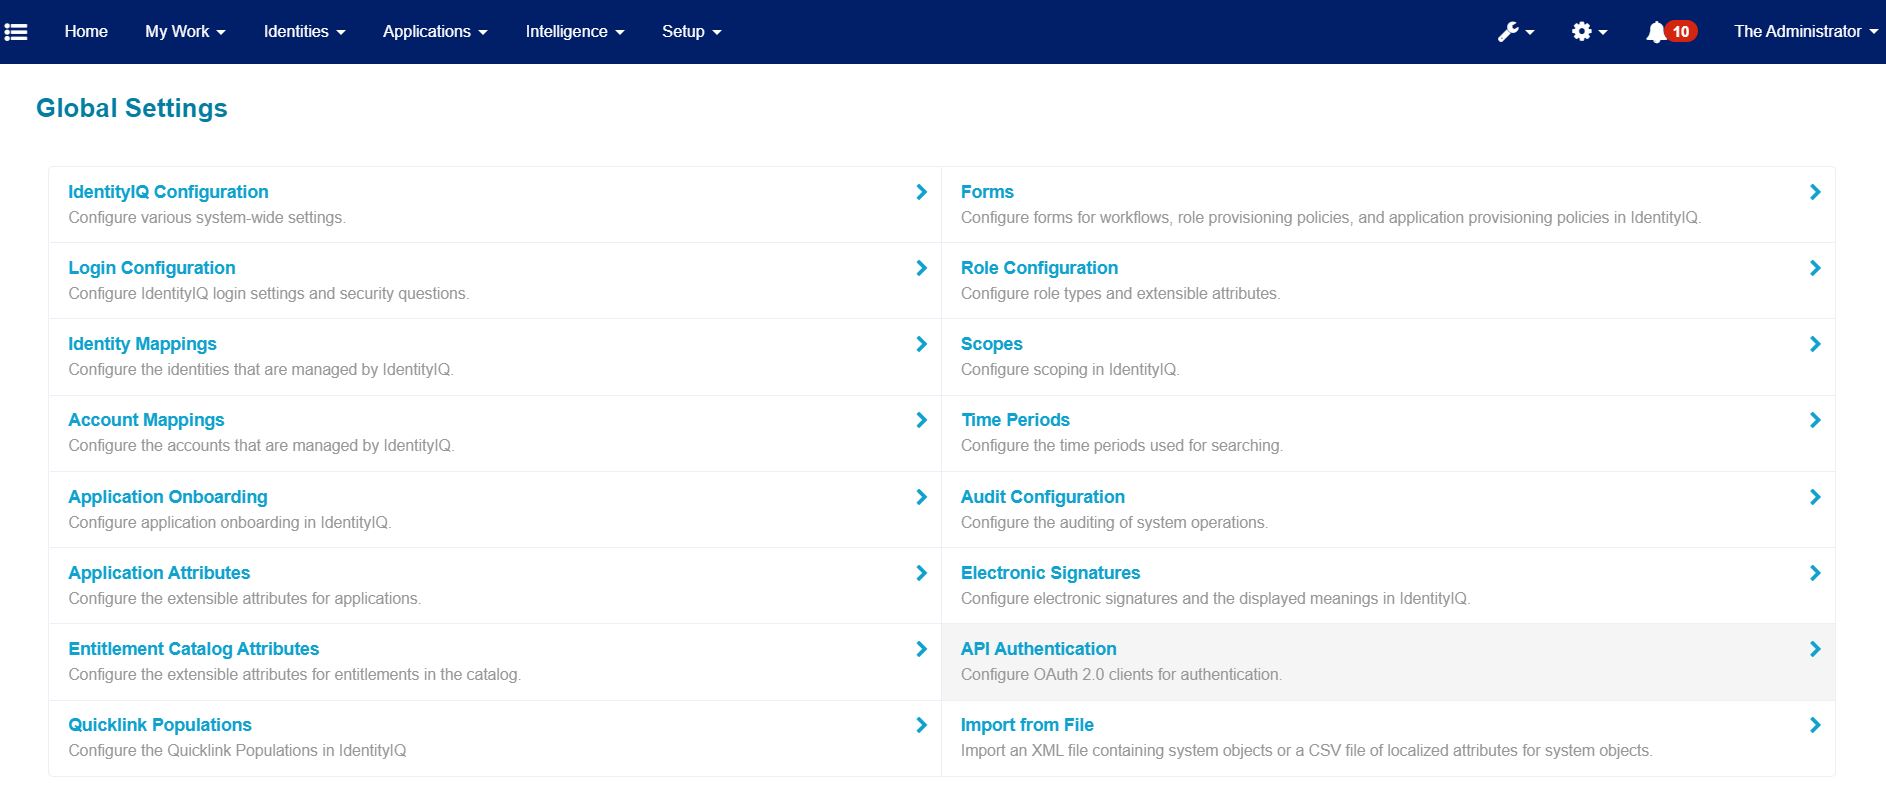 Home My Work Identities Applications Intelligence Setup 10 The Administrator
Global Settings
IdentityIQ Configuration
Configure various system-wide settings.
Forms
Configure forms for workflows, role provisioning policies, and application provisioning policies in IdentityIQ.
Login Configuration
Configure IdentityIQ login settings and security questions.
Role Configuration
Configure role types and extensible attributes.
Identity Mappings
Configure the identities that are managed by IdentityIQ.
Scopes
Configure scoping in IdentityIQ.
Account Mappings
Configure the accounts that are managed by IdentityIQ.
Time Periods
Configure the time periods used for searching.
Application Onboarding
Configure application onboarding in IdentityIQ.
Audit Configuration
Configure the auditing of system operations.
Application Attributes
Configure the extensible attributes for applications.
Electronic Signatures
Configure electronic signatures and the displayed meanings in IdentityIQ.
Entitlement Catalog Attributes
Configure the extensible attributes for entitlements in the catalog.
API Authentication
Configure OAuth 2.0 clients for authentication.
Quicklink Populations
Configure the Quicklink Populations in IdentityIQ
Import from File
Import an XML file containing system objects or a CSV file of localized attributes for system objects.